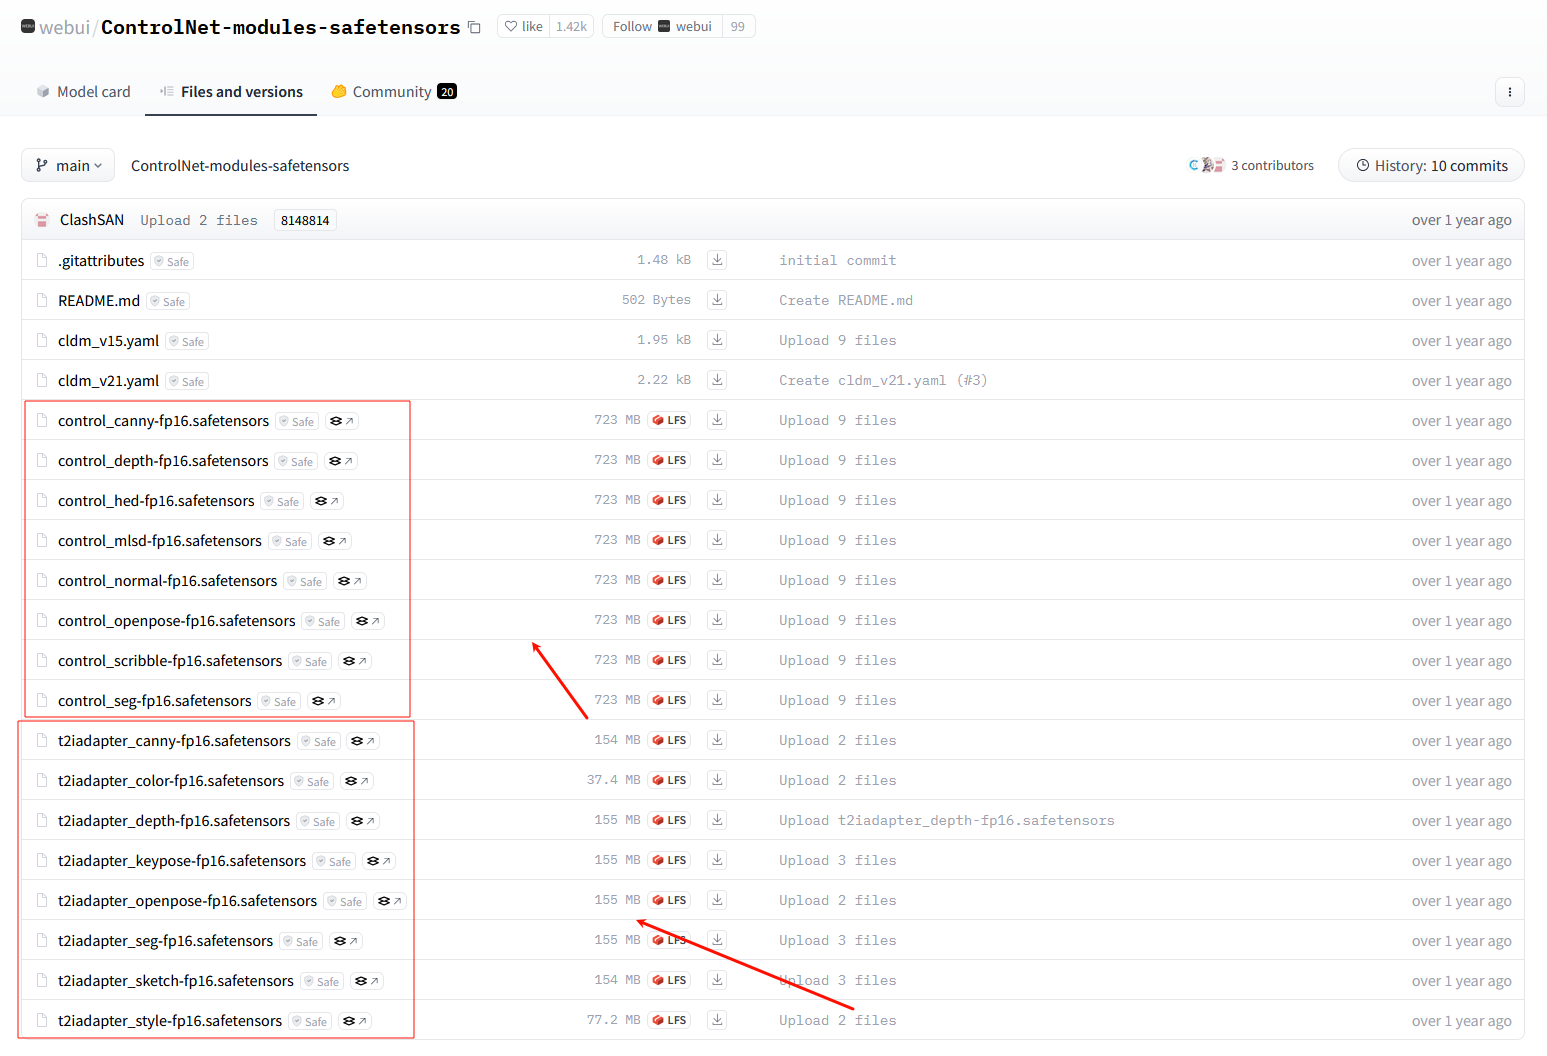 webui/ControlNet-modules-safetensors like 1.42k Follow webui 99
Model card Files and versions Community 20
main ControlNet-modules-safetensors 3 contributors History: 10 commits
ClashSAN Upload 2 files 8148814 over 1 year ago
.gitattributes Safe 1.48 kB initial commit over 1 year ago
README.md Safe 502 Bytes Create README.md over 1 year ago
cldm_v15.yaml Safe 1.95 kB Upload 9 files over 1 year ago
cldm_v21.yaml Safe 2.22 kB Create cldm_v21.yaml (#3) over 1 year ago
control_canny-fp16.safetensors Safe 723 MB LFS Upload 9 files over 1 year ago
control_depth-fp16.safetensors Safe 723 MB LFS Upload 9 files over 1 year ago
control_hed-fp16.safetensors Safe 723 MB LFS Upload 9 files over 1 year ago
control_mlsd-fp16.safetensors Safe 723 MB LFS Upload 9 files over 1 year ago
control_normal-fp16.safetensors Safe 723 MB LFS Upload 9 files over 1 year ago
control_openpose-fp16.safetensors Safe 723 MB LFS Upload 9 files over 1 year ago
control_scribble-fp16.safetensors Safe 723 MB LFS Upload 9 files over 1 year ago
control_seg-fp16.safetensors Safe 723 MB LFS Upload 9 files over 1 year ago
t2iadapter_canny-fp16.safetensors Safe 154 MB LFS Upload 2 files over 1 year ago
t2iadapter_color-fp16.safetensors Safe 37.4 MB LFS Upload 2 files over 1 year ago
t2iadapter_depth-fp16.safetensors Safe 155 MB LFS Upload t2iadapter_depth-fp16.safetensors over 1 year ago
t2iadapter_keypose-fp16.safetensors Safe 155 MB LFS Upload 3 files over 1 year ago
t2iadapter_openpose-fp16.safetensors Safe 155 MB LFS Upload 2 files over 1 year ago
t2iadapter_seg-fp16.safetensors Safe 155 MB LFS Upload 3 files over 1 year ago
t2iadapter_sketch-fp16.safetensors Safe 154 MB LFS Upload 3 files over 1 year ago
t2iadapter_style-fp16.safetensors Safe 77.2 MB LFS Upload 2 files over 1 year ago